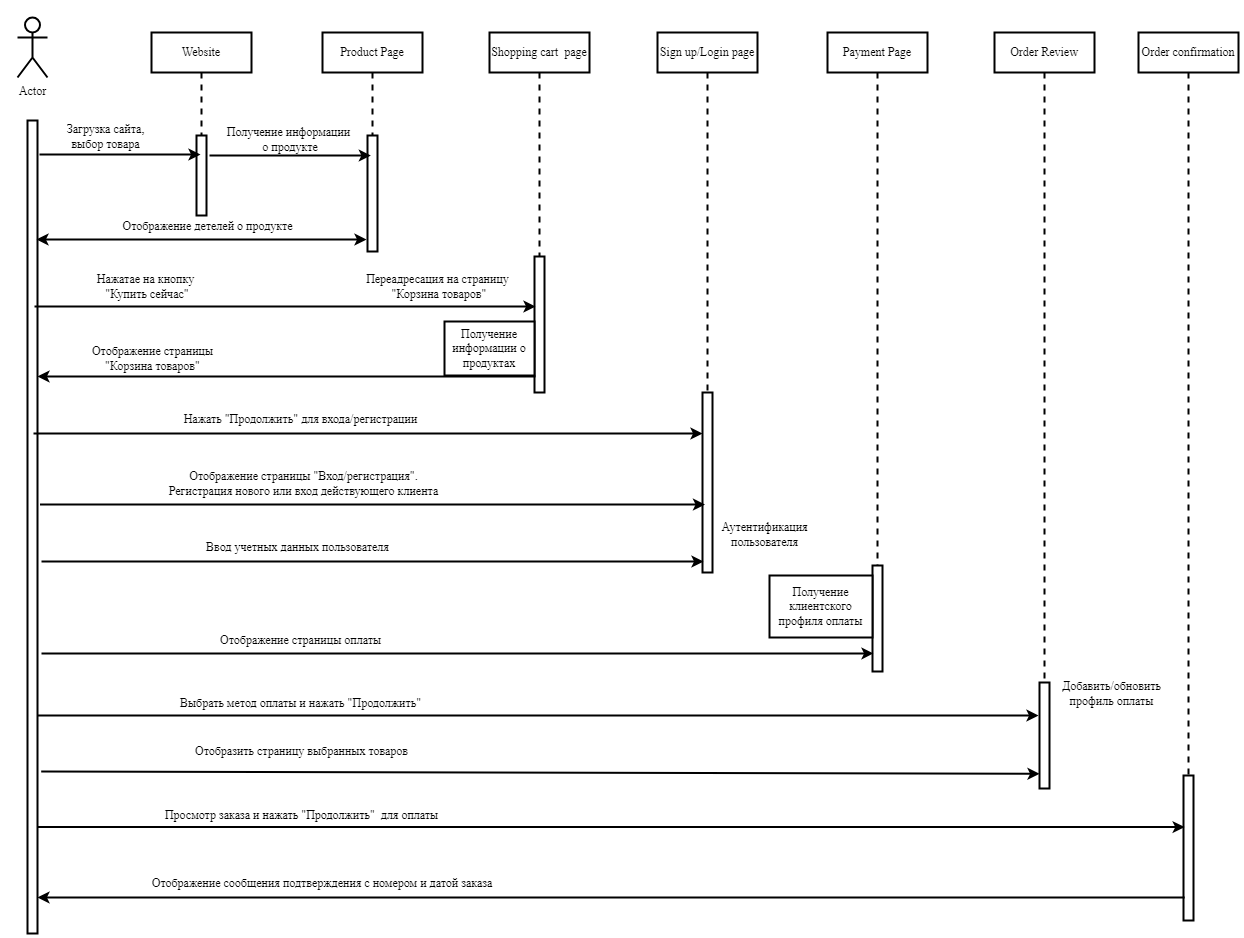 Actor
Website
Product Page
Shopping cart  page
Sign up/Login page
Payment Page
Order Review
Order confirmation
Загрузка сайта,
выбор товара
Получение информации
о продукте
Отображение детелей о продукте
Нажатае на кнопку
"Купить сейчас"
Переадресация на страницу
"Корзина товаров"
Получение
информации о
продуктах
Отображение страницы
"Корзина товаров"
Нажать "Продолжить" для входа/регистрации
Отображение страницы "Вход/регистрация".
Регистрация нового или вход действующего клиента
Аутентификация
пользователя
Ввод учетных данных пользователя
Получение
клиентского
профиля оплаты
Отображение страницы оплаты
Добавить/обновить
профиль оплаты
Выбрать метод оплаты и нажать "Продолжить"
Отобразить страницу выбранных товаров
Просмотр заказа и нажать "Продолжить"  для оплаты
Отображение сообщения подтверждения с номером и датой заказа